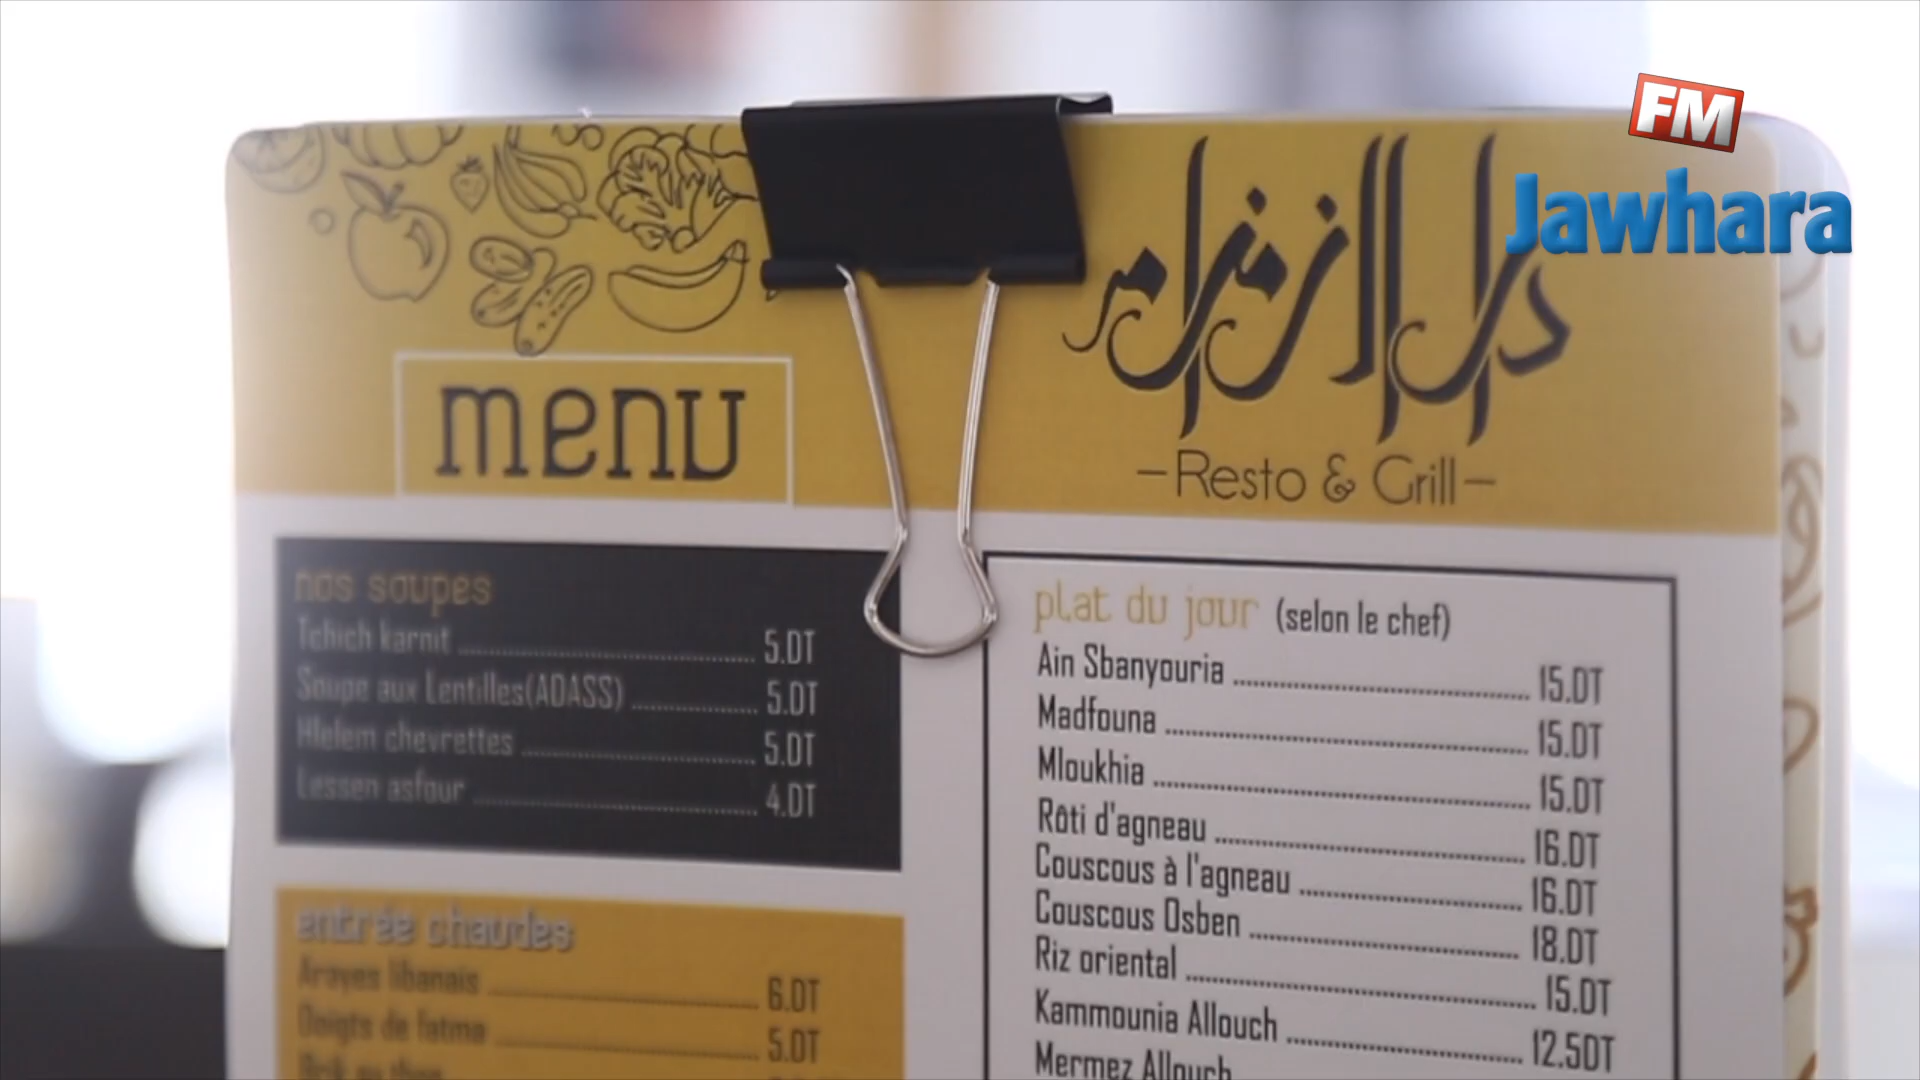 FM
Jawhara
menu
Resto & Grill
nos soupes
Tchich karnit 5.DT
Soupe aux Lentilles(ADASS) 5.DT
Hlelem chevrettes 5.DT
Lessen asfour 4.DT
entrée chaudes
Arayes libanais 6.DT
Doigts de fatma 5.DT
plat du jour (selon le chef)
Ain Sbanyouria 15.DT
Madfouna 15.DT
Mloukhia 15.DT
Rôti d'agneau 16.DT
Couscous à l'agneau 16.DT
Couscous Osben 18.DT
Riz oriental 15.DT
Kammounia Allouch 12.5DT
Mermez Allouch